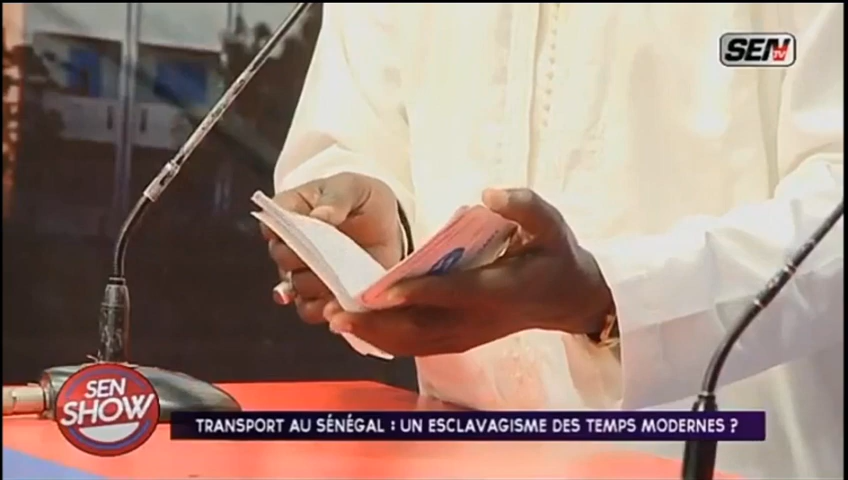 SEN TV
SEN
SHOW
TRANSPORT AU SÉNÉGAL : UN ESCLAVAGISME DES TEMPS MODERNES ?